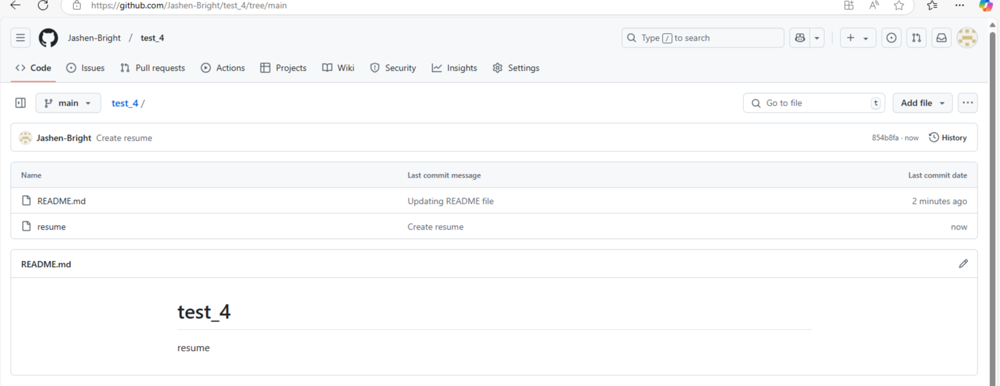 https://github.com/Jashen-Bright/test_4/tree/main
Jashen-Bright / test_4
Type / to search
Code Issues Pull requests Actions Projects Wiki Security Insights Settings
main test_4 / Go to file t Add file
Jashen-Bright Create resume 854b8fa · now History
Name Last commit message Last commit date
README.md Updating README file 2 minutes ago
resume Create resume now
README.md
test_4
resume